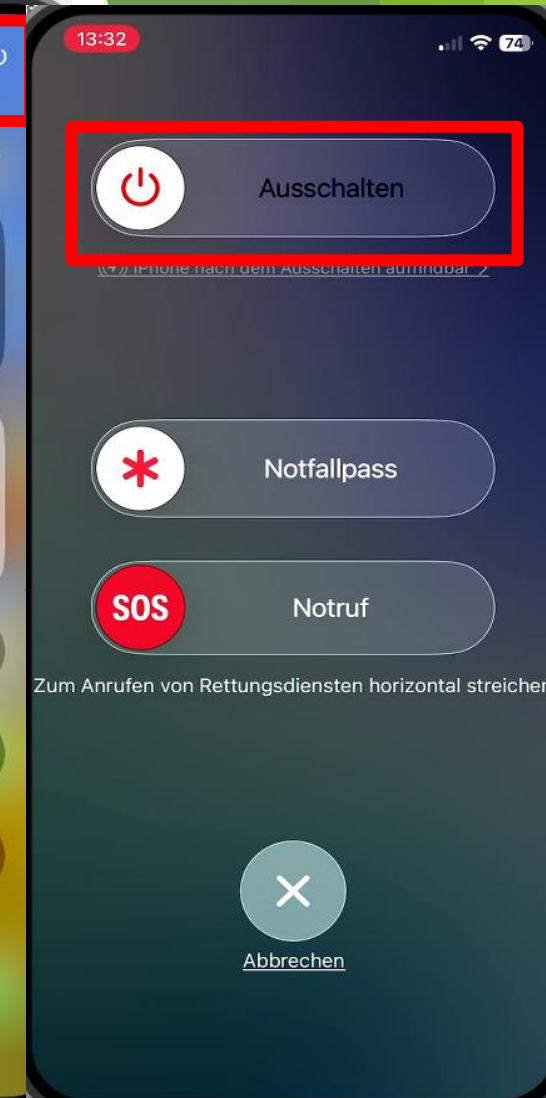 13:32
74
Ausschalten
iPhone nach dem Ausschalten auffindbar
Notfallpass
SOS
Notruf
Zum Anrufen von Rettungsdiensten horizontal streichen
Abbrechen